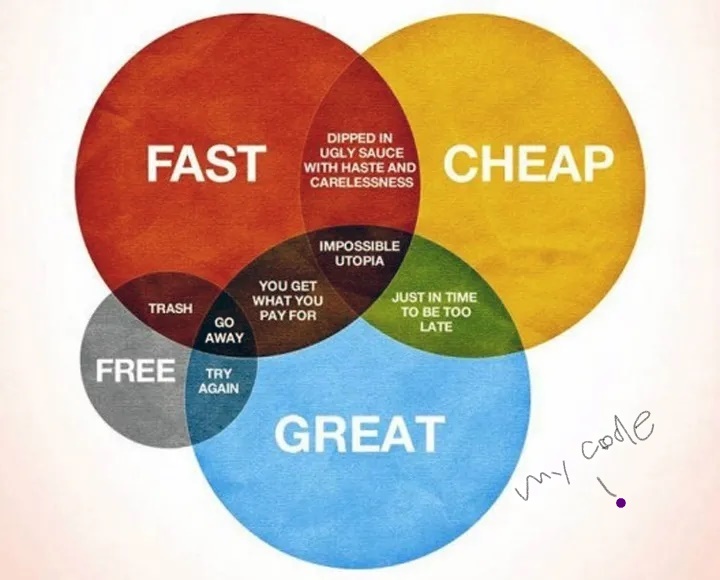 FAST
CHEAP
DIPPED IN
UGLY SAUCE
WITH HASTE AND
CARELESSNESS
IMPOSSIBLE
UTOPIA
YOU GET
WHAT YOU
PAY FOR
JUST IN TIME
TO BE TOO
LATE
TRASH
GO
AWAY
FREE
TRY
AGAIN
GREAT
my code